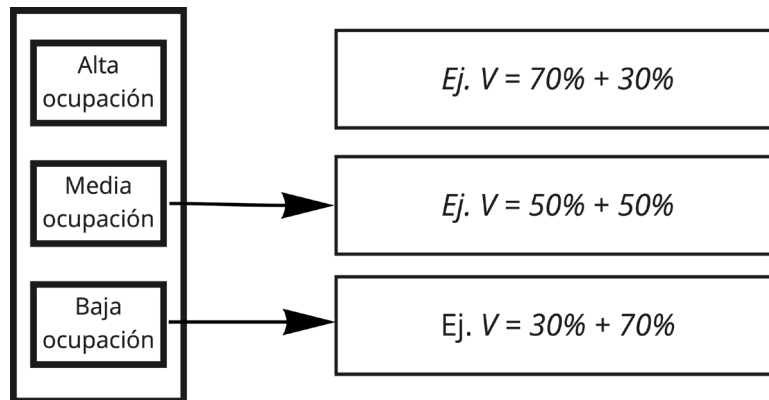 Alta
ocupación
Ej. V = 70% + 30%
Media
ocupación
Ej. V = 50% + 50%
Baja
ocupación
Ej. V = 30% + 70%